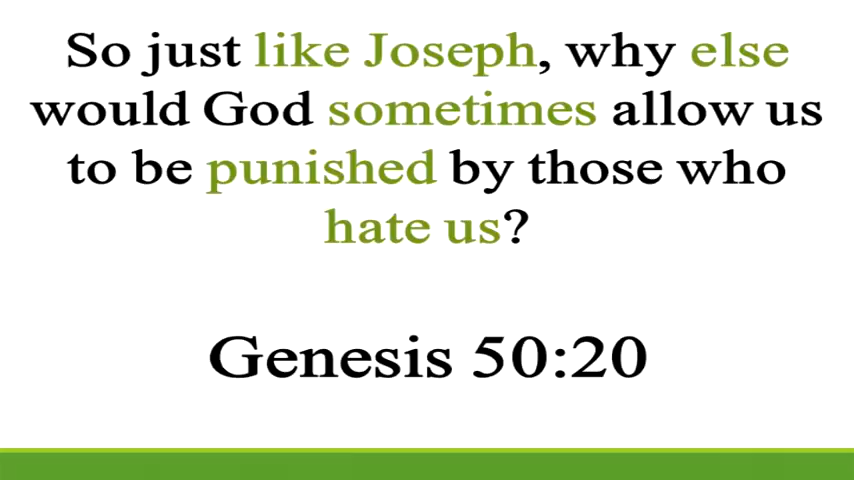 So just like Joseph, why else
would God sometimes allow us
to be punished by those who
hate us?
Genesis 50:20